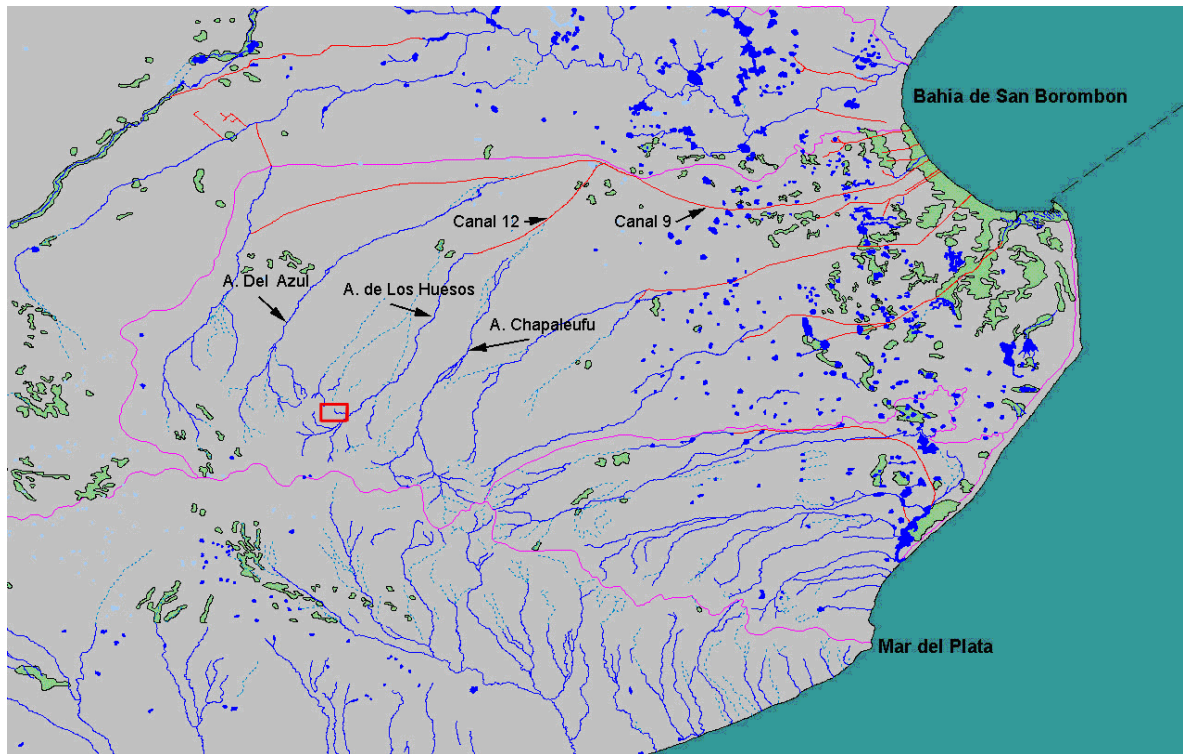 Bahia de San Borombon
Canal 12
Canal 9
A. Del Azul
A. de Los Huesos
A. Chapaleufu
Mar del Plata